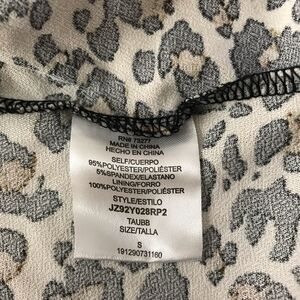 MADE IN CHINA
HECHO EN CHINA
SELF/CUERPO
95%POLYESTER/POLIÉSTER
5%SPANDEX/ELASTANO
LINING/FORRO
100%POLYESTER/POLIÉSTER
STYLE/ESTILO
JZ92Y028RP2
TAUBB
SIZE/TALLA
S
191290731160